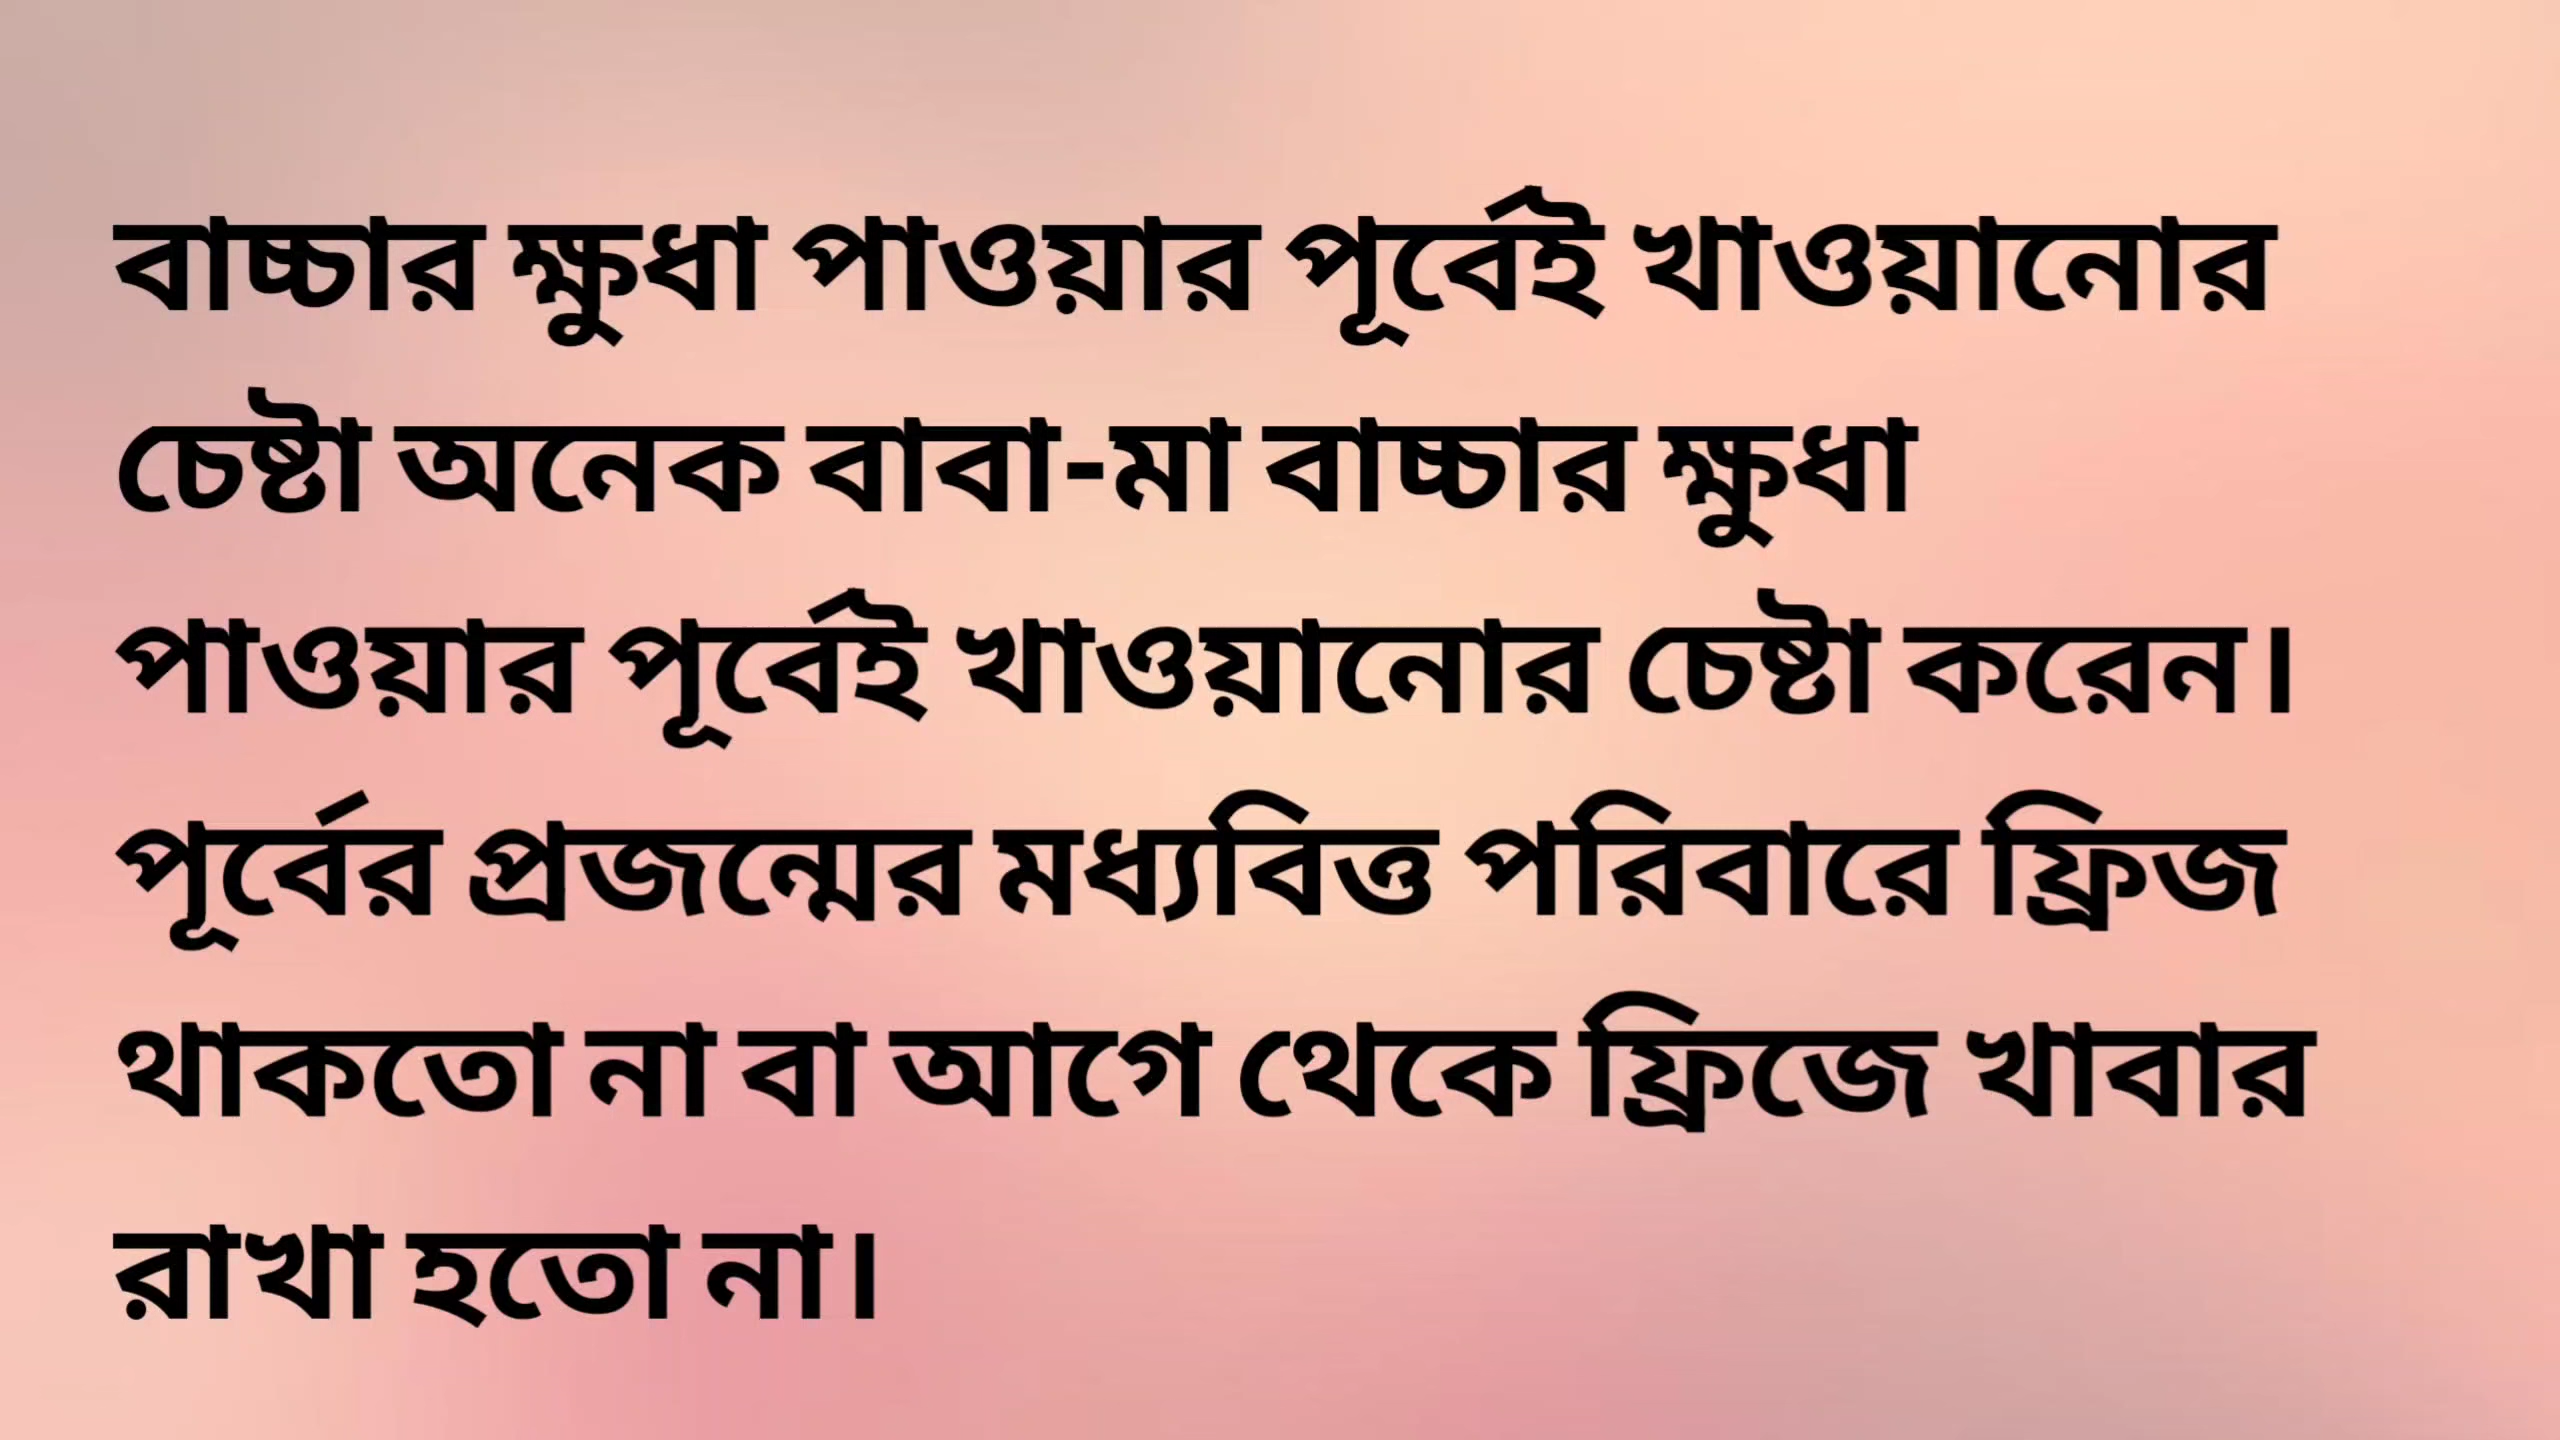 বাচ্চার ক্ষুধা পাওয়ার পূর্বেই খাওয়ানোর
চেষ্টা অনেক বাবা-মা বাচ্চার ক্ষুধা
পাওয়ার পূর্বেই খাওয়ানোর চেষ্টা করেন।
পূর্বের প্রজন্মের মধ্যবিত্ত পরিবারে ফ্রিজ
থাকতো না বা আগে থেকে ফ্রিজে খাবার
রাখা হতো না।